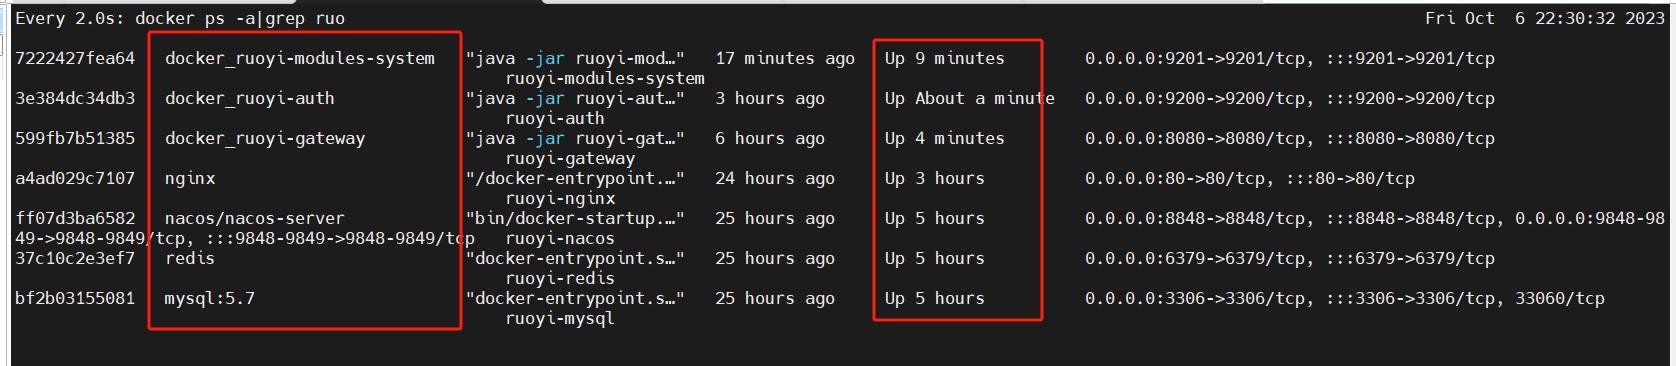 Every 2.0s: docker ps -a|grep ruo Fri Oct  6 22:30:32 2023
7222427fea64 docker_ruoyi-modules-system "java -jar ruoyi-mod…" 17 minutes ago Up 9 minutes 0.0.0.0:9201->9201/tcp, :::9201->9201/tcp
ruoyi-modules-system
3e384dc34db3 docker_ruoyi-auth "java -jar ruoyi-aut…" 3 hours ago Up About a minute 0.0.0.0:9200->9200/tcp, :::9200->9200/tcp
ruoyi-auth
599fb7b51385 docker_ruoyi-gateway "java -jar ruoyi-gat…" 6 hours ago Up 4 minutes 0.0.0.0:8080->8080/tcp, :::8080->8080/tcp
ruoyi-gateway
a4ad029c7107 nginx "/docker-entrypoint.…" 24 hours ago Up 3 hours 0.0.0.0:80->80/tcp, :::80->80/tcp
ruoyi-nginx
ff07d3ba6582 nacos/nacos-server "bin/docker-startup.…" 25 hours ago Up 5 hours 0.0.0.0:8848->8848/tcp, :::8848->8848/tcp, 0.0.0.0:9848-98
49->9848-9849/tcp, :::9848-9849->9848-9849/tcp ruoyi-nacos
37c10c2e3ef7 redis "docker-entrypoint.s…" 25 hours ago Up 5 hours 0.0.0.0:6379->6379/tcp, :::6379->6379/tcp
ruoyi-redis
bf2b03155081 mysql:5.7 "docker-entrypoint.s…" 25 hours ago Up 5 hours 0.0.0.0:3306->3306/tcp, :::3306->3306/tcp, 33060/tcp
ruoyi-mysql